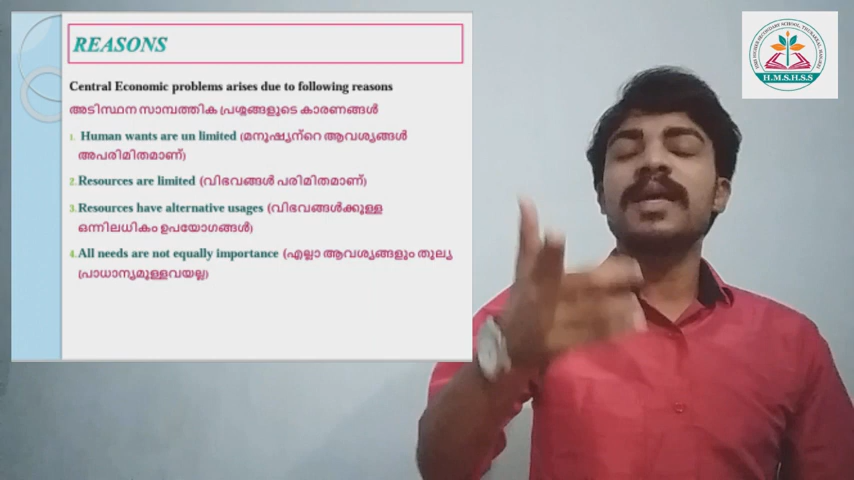 REASONS
Central Economic problems arises due to following reasons
അടിസ്ഥന സാമ്പത്തിക പ്രശ്നങ്ങളുടെ കാരണങ്ങൾ
1. Human wants are un limited (മനുഷ്യന്റെ ആവശ്യങ്ങൾ
അപരിമിതമാണ്)
2. Resources are limited (വിഭവങ്ങൾ പരിമിതമാണ്)
3. Resources have alternative usages (വിഭവങ്ങൾക്കുള്ള
ഒന്നിലധികം ഉപയോഗങ്ങൾ)
4. All needs are not equally importance (എല്ലാ ആവശ്യങ്ങളും തുല്യ
പ്രാധാന്യമുള്ളവയല്ല)
H.M.S.H.S.S